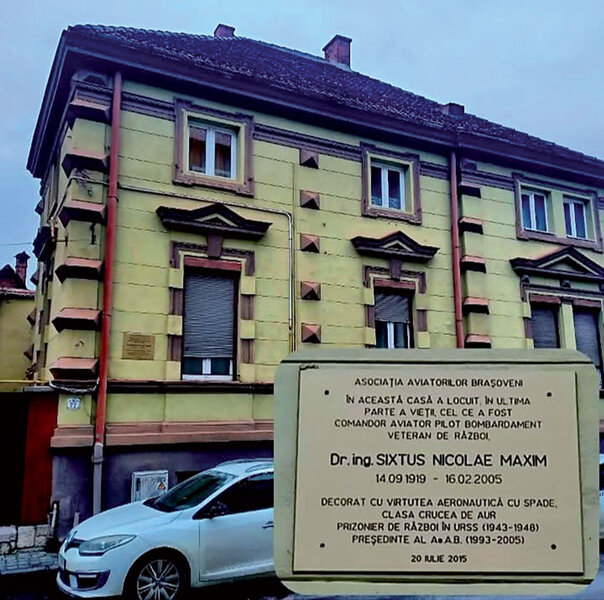 ASOCIAȚIA AVIATORILOR BRAȘOVENI
ÎN ACEASTĂ CASĂ A LOCUIT, ÎN ULTIMA
PARTE A VIEȚII, CEL CE A FOST
COMANDOR AVIATOR PILOT BOMBARDAMENT
VETERAN DE RĂZBOI,
Dr. ing. SIXTUS NICOLAE MAXIM
14.09.1919 - 16.02.2005
DECORAT CU VIRTUTEA AERONAUTICĂ CU SPADE,
CLASA CRUCEA DE AUR
PRIZONIER DE RĂZBOI ÎN URSS (1943-1948)
PREȘEDINTE AL A.A.B. (1993-2005)
20 IULIE 2015